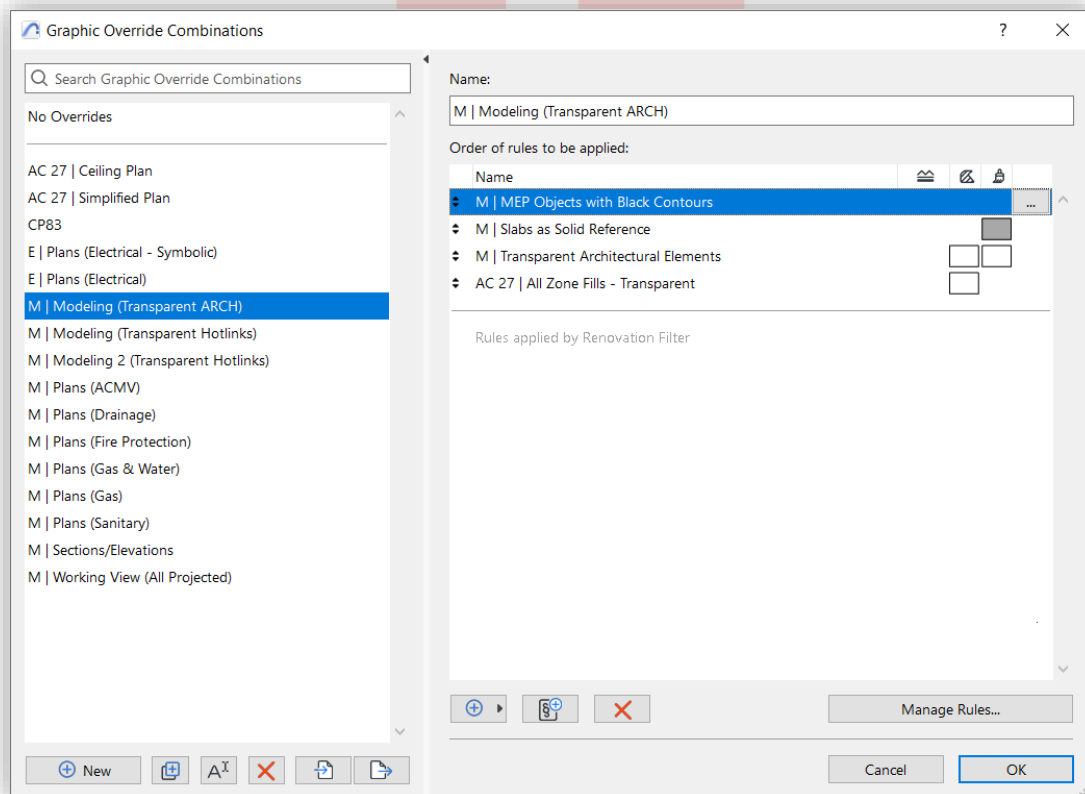 Graphic Override Combinations
?
Search Graphic Override Combinations
No Overrides
AC 27 | Ceiling Plan
AC 27 | Simplified Plan
CP83
E | Plans (Electrical - Symbolic)
E | Plans (Electrical)
M | Modeling (Transparent ARCH)
M | Modeling (Transparent Hotlinks)
M | Modeling 2 (Transparent Hotlinks)
M | Plans (ACMV)
M | Plans (Drainage)
M | Plans (Fire Protection)
M | Plans (Gas & Water)
M | Plans (Gas)
M | Plans (Sanitary)
M | Sections/Elevations
M | Working View (All Projected)
New
Name:
M | Modeling (Transparent ARCH)
Order of rules to be applied:
Name
M | MEP Objects with Black Contours
...
M | Slabs as Solid Reference
M | Transparent Architectural Elements
AC 27 | All Zone Fills - Transparent
Rules applied by Renovation Filter
Manage Rules...
Cancel
OK